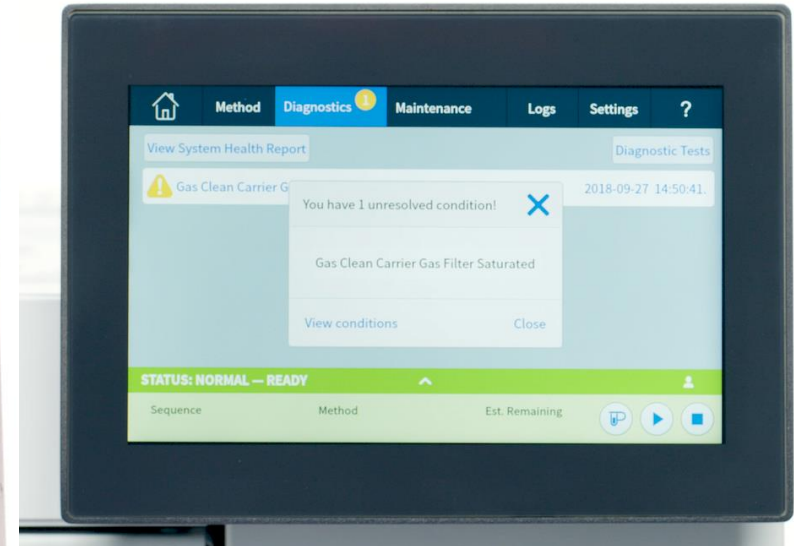 Method Diagnostics 1 Maintenance Logs Settings ?
View System Health Report Diagnostic Tests
Gas Clean Carrier G 2018-09-27 14:50:41.
You have 1 unresolved condition!
Gas Clean Carrier Gas Filter Saturated
View conditions Close
STATUS: NORMAL — READY
Sequence Method Est. Remaining